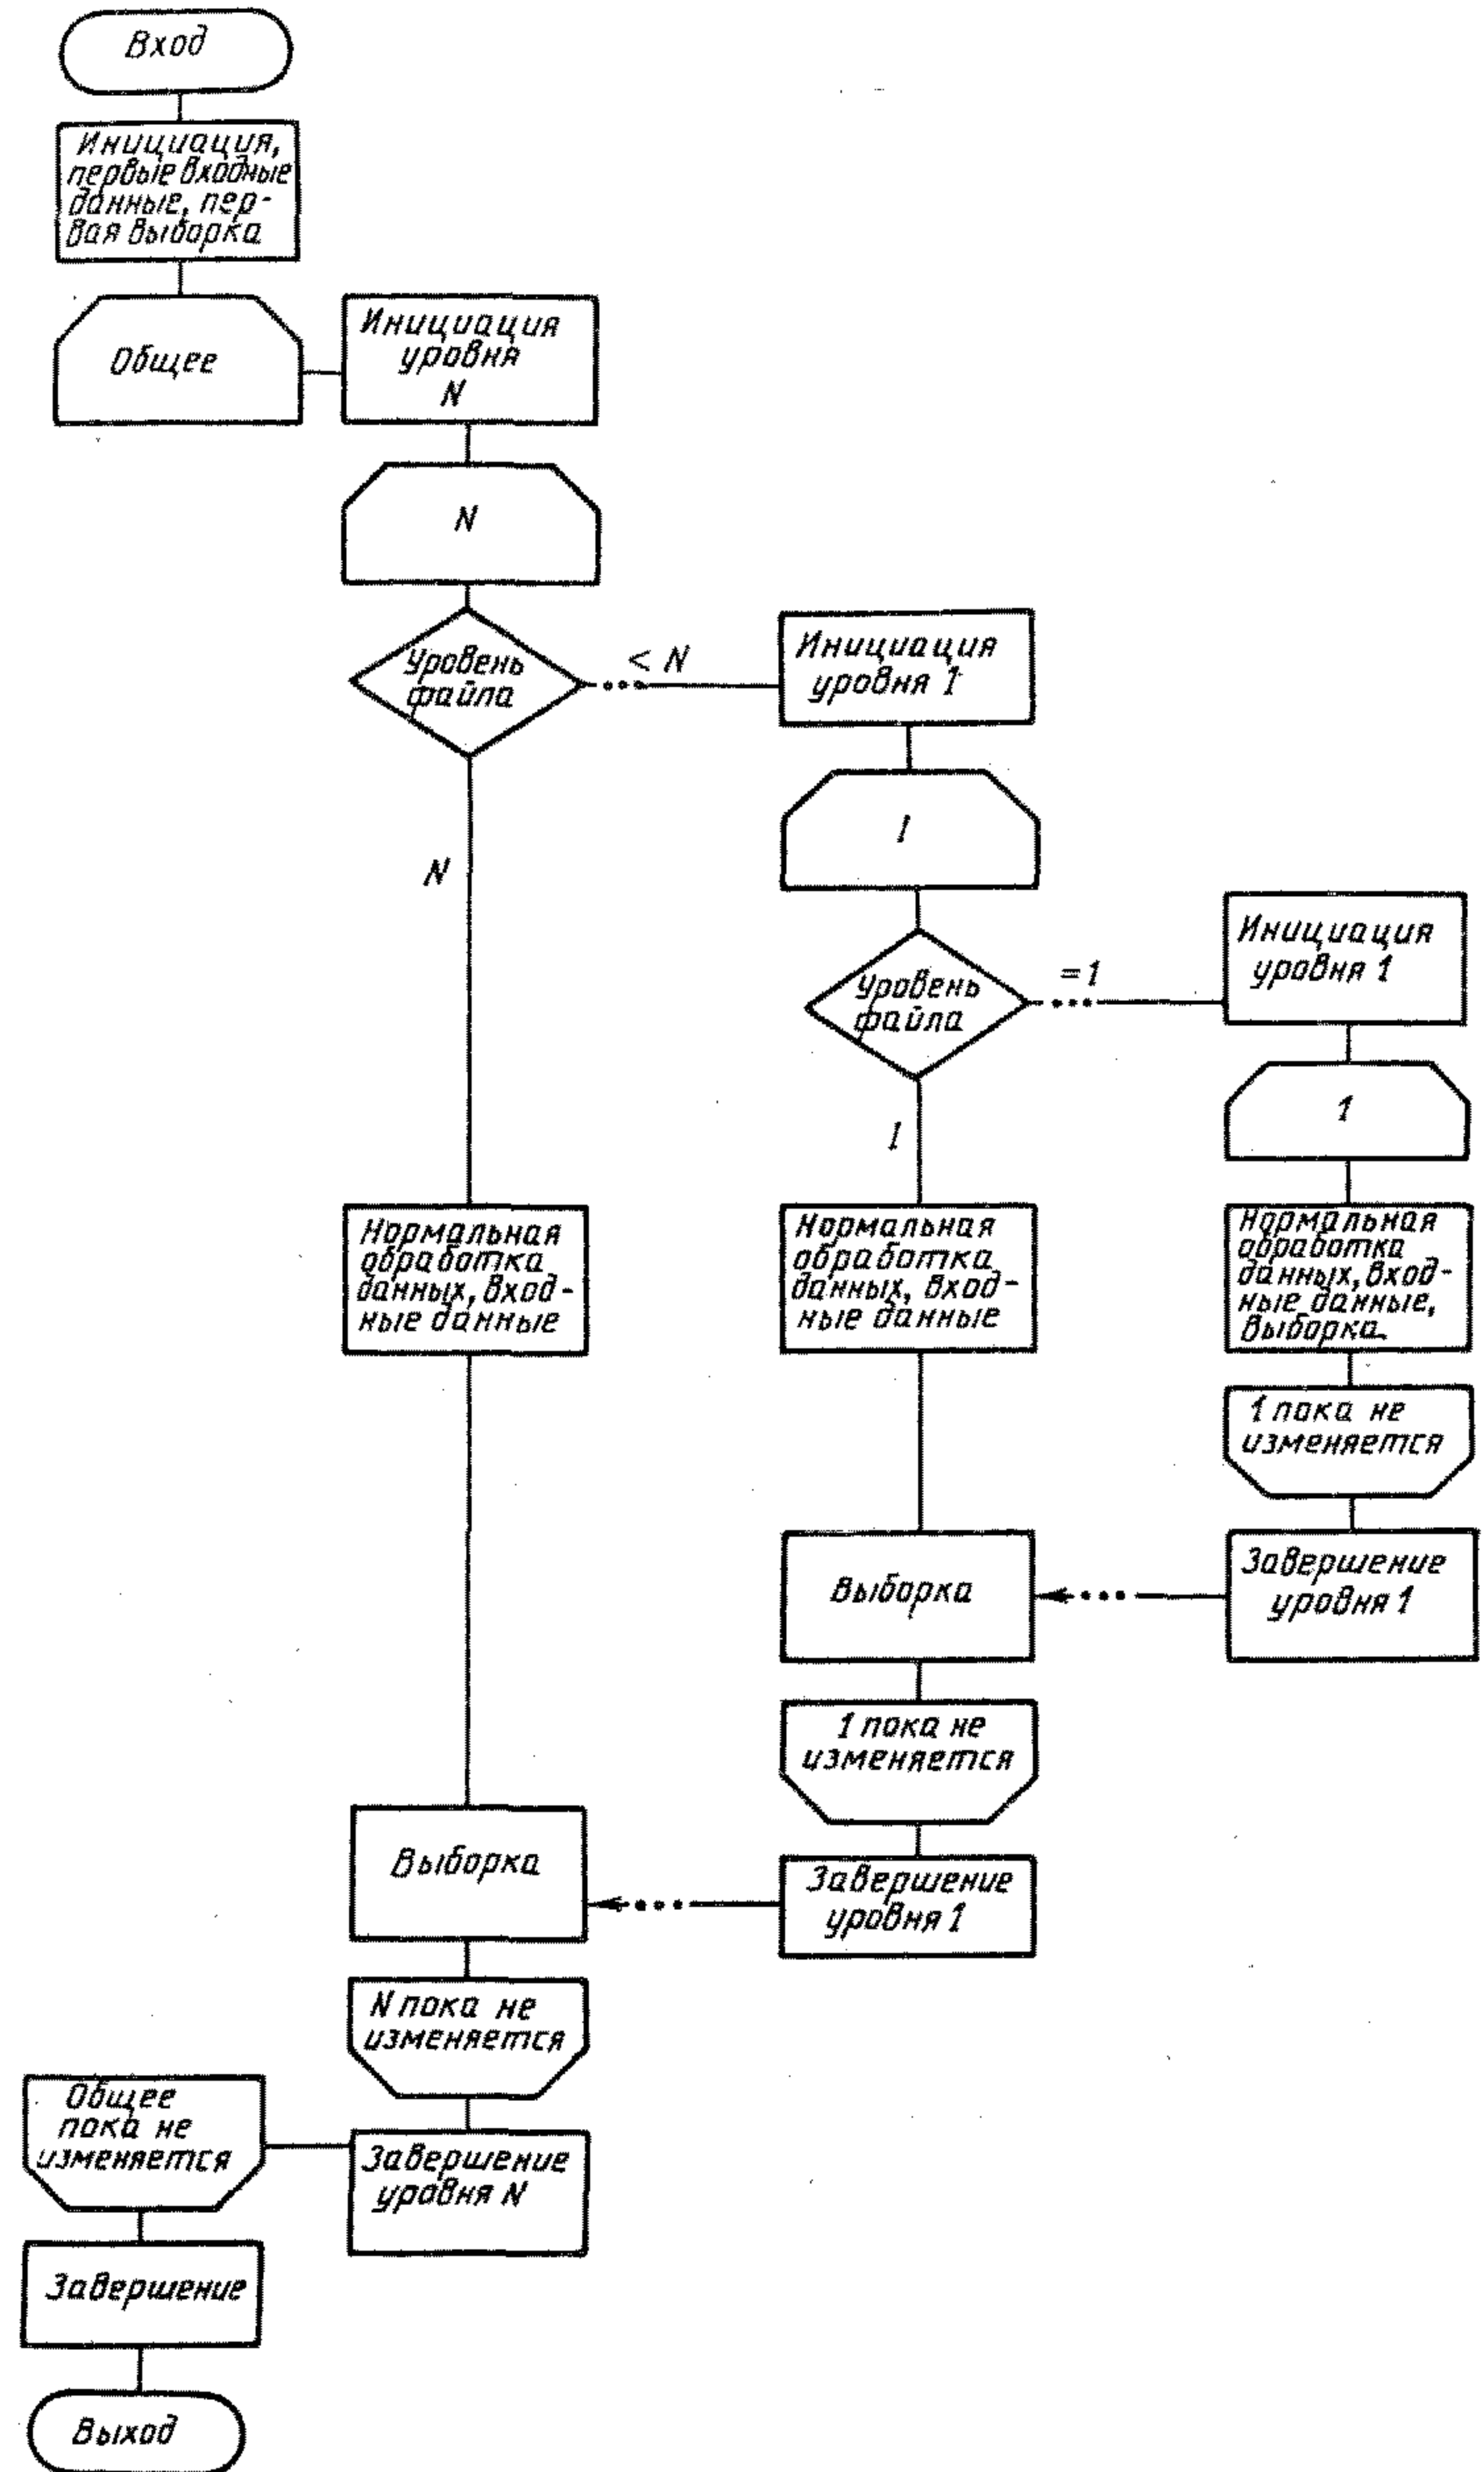 Вход
Инициация,
первые входные
данные, пер-
вая выборка
Общее
Инициация
уровня
N
N
Уровень
файла
< N
Инициация
уровня 1
N
I
Уровень
файла
=1
Инициация
уровня 1
I
1
Нормальная
обработка
данных, вход-
ные данные
Нормальная
обработка
данных, вход-
ные данные
Нормальная
обработка
данных, вход-
ные данные,
выборка.
1 пока не
изменяется
Выборка
Завершение
уровня 1
1 пока не
изменяется
Выборка
Завершение
уровня 1
N пока не
изменяется
Общее
пока не
изменяется
Завершение
уровня N
Завершение
Выход